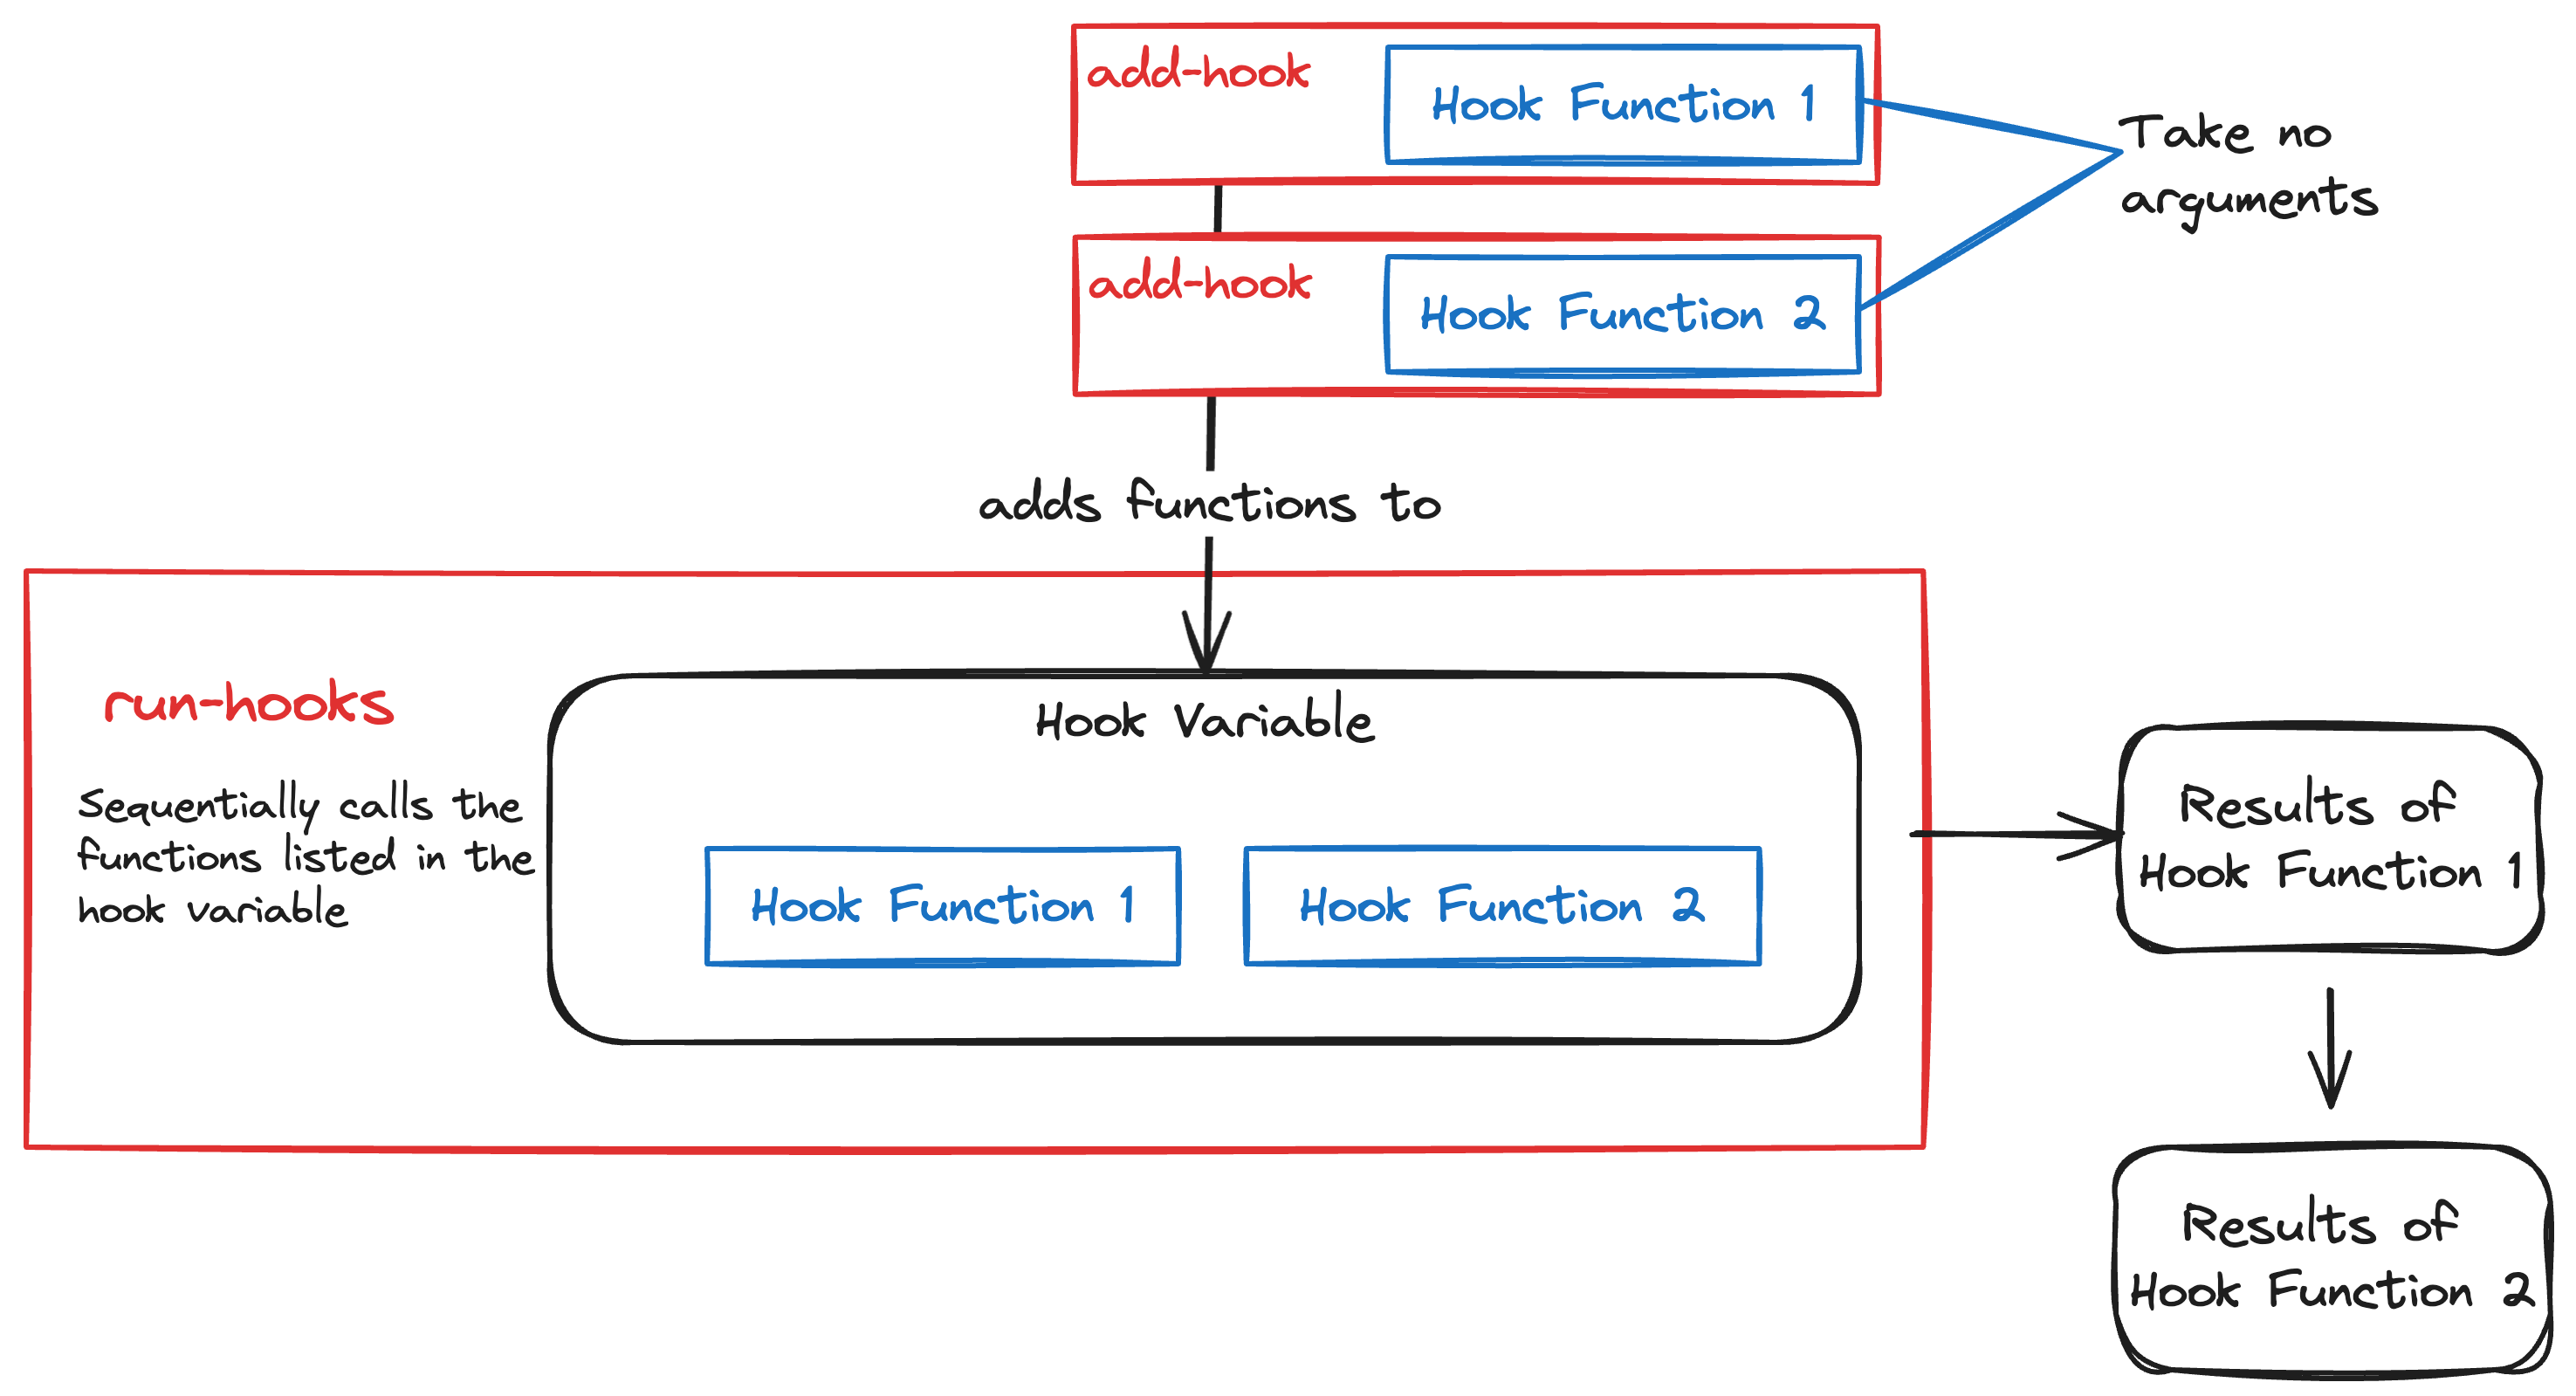 add-hook
Hook Function 1
Take no
arguments
add-hook
Hook Function 2
adds functions to
run-hooks
Sequentially calls the
functions listed in the
hook variable
Hook Variable
Hook Function 1
Hook Function 2
Results of
Hook Function 1
Results of
Hook Function 2